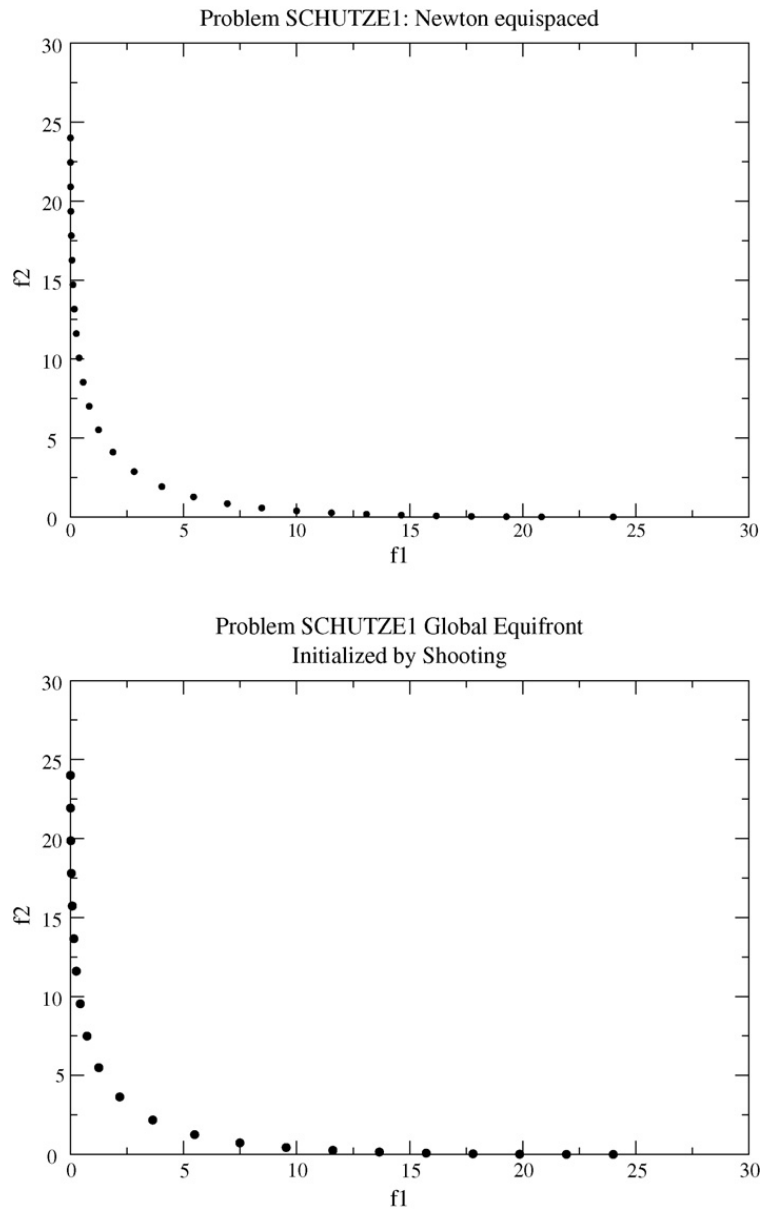 Problem SCHUTZE1: Newton equispaced
30
25
20
15
10
5
0
f2
0 5 10 15 20 25 30
f1
Problem SCHUTZE1 Global Equifront
Initialized by Shooting
30
25
20
15
10
5
0
f2
0 5 10 15 20 25 30
f1